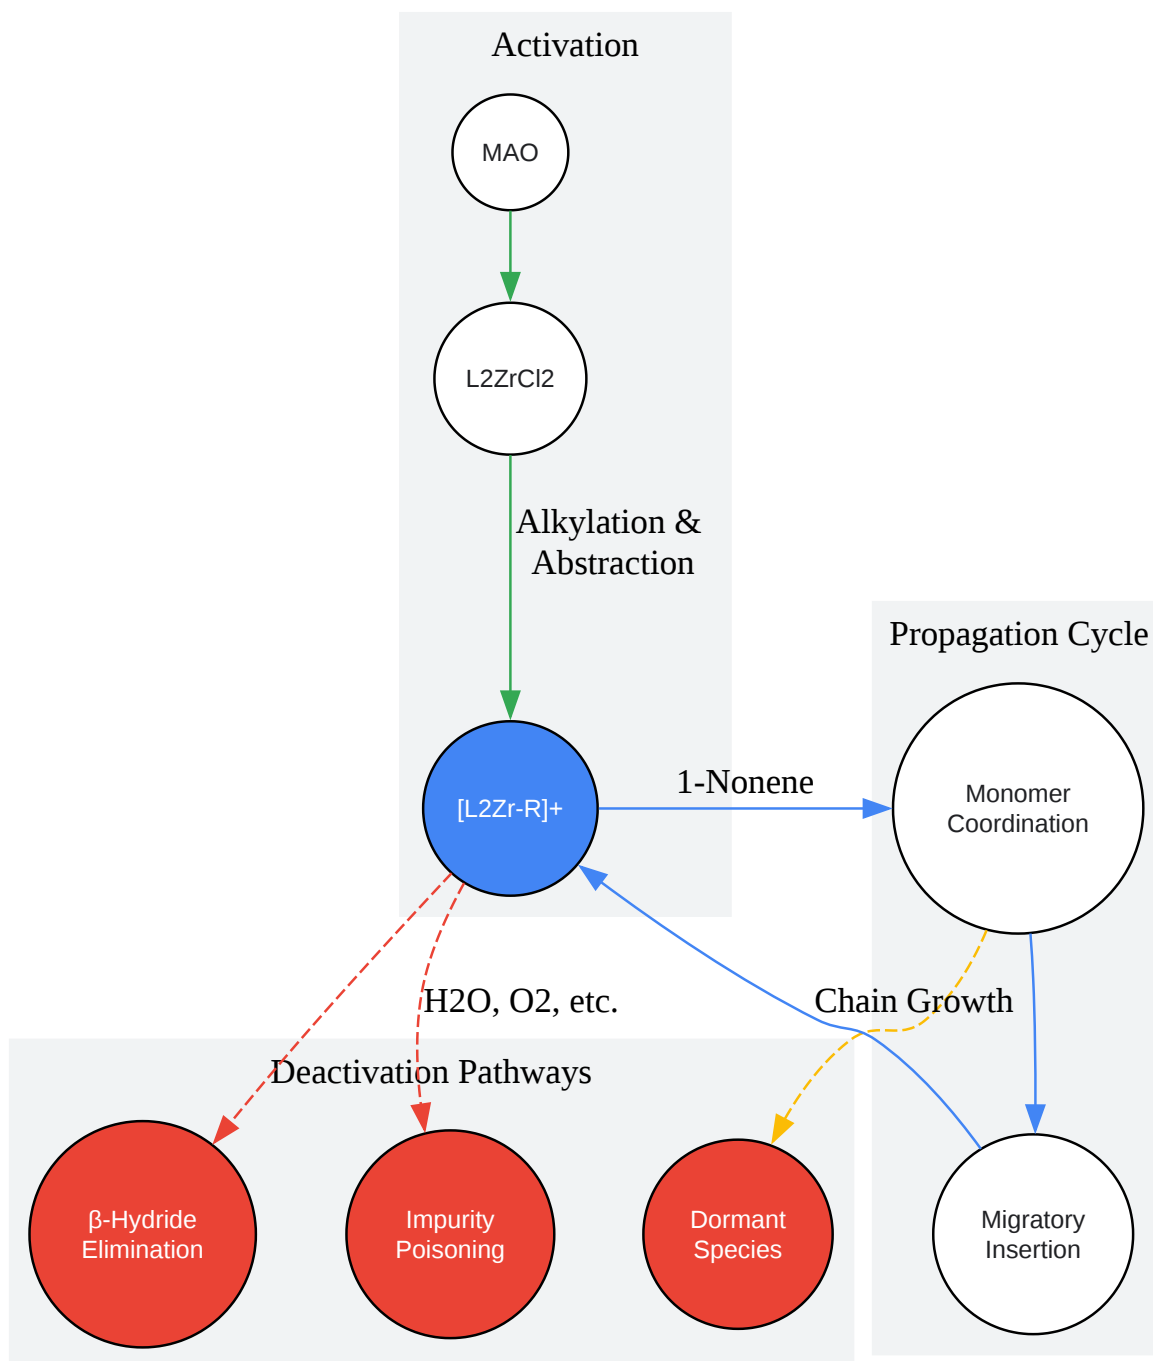 Activation
MAO
L2ZrCl2
Alkylation &
Abstraction
Propagation Cycle
[L2Zr-R]+
1-Nonene
Monomer
Coordination
H2O, O2, etc.
Chain Growth
Deactivation Pathways
β-Hydride
Elimination
Impurity
Poisoning
Dormant
Species
Migratory
Insertion